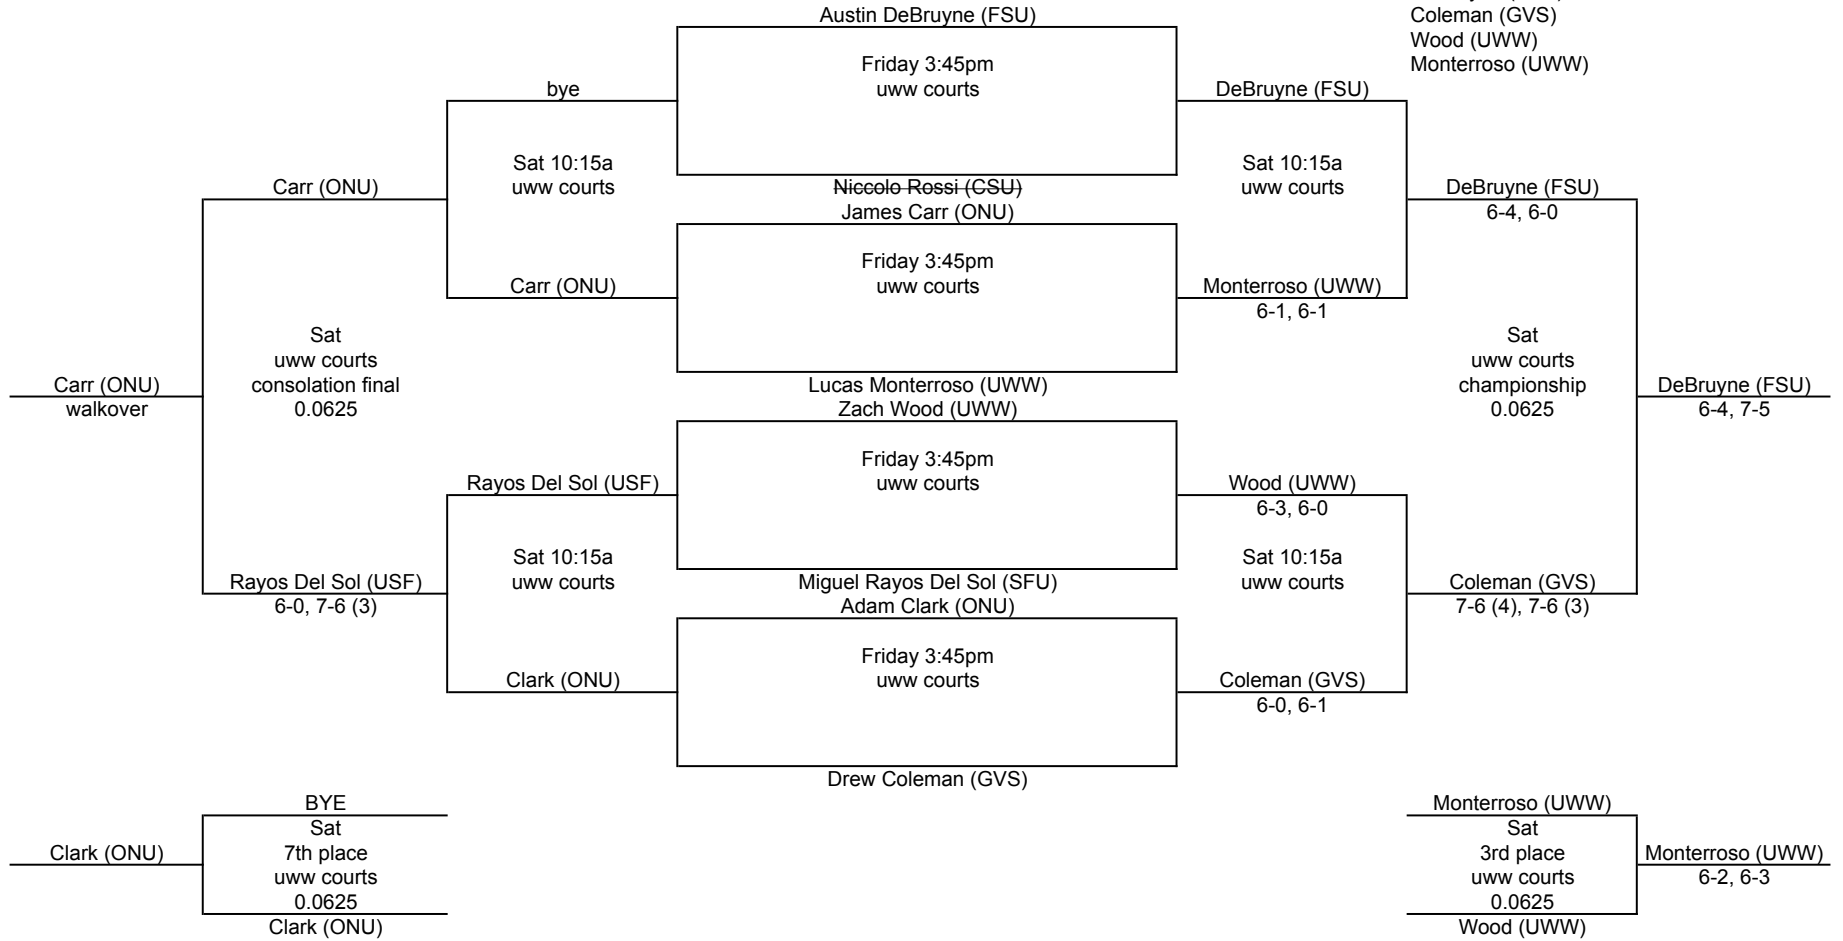 Austin DeBruyne (FSU)
Coleman (GVS)
Wood (UWW)
Monterroso (UWW)
Friday 3:45pm
uww courts
bye
DeBruyne (FSU)
Sat 10:15a
uww courts
Sat 10:15a
uww courts
Carr (ONU)
Niccolo Rossi (CSU)
DeBruyne (FSU)
6-4, 6-0
James Carr (ONU)
Friday 3:45pm
uww courts
Carr (ONU)
Monterroso (UWW)
6-1, 6-1
Sat
uww courts
consolation final
0.0625
Sat
uww courts
championship
0.0625
Carr (ONU)
walkover
Lucas Monterroso (UWW)
DeBruyne (FSU)
6-4, 7-5
Zach Wood (UWW)
Friday 3:45pm
uww courts
Rayos Del Sol (USF)
Wood (UWW)
6-3, 6-0
Sat 10:15a
uww courts
Sat 10:15a
uww courts
Rayos Del Sol (USF)
6-0, 7-6 (3)
Miguel Rayos Del Sol (SFU)
Coleman (GVS)
7-6 (4), 7-6 (3)
Adam Clark (ONU)
Friday 3:45pm
uww courts
Clark (ONU)
Coleman (GVS)
6-0, 6-1
Drew Coleman (GVS)
BYE
Sat
7th place
uww courts
0.0625
Clark (ONU)
Clark (ONU)
Monterroso (UWW)
Sat
3rd place
uww courts
0.0625
Wood (UWW)
Monterroso (UWW)
6-2, 6-3